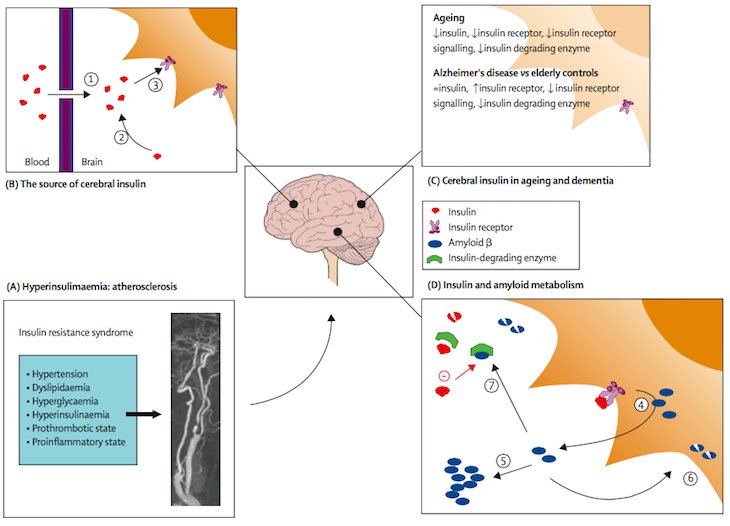 ①
③
②
Blood
Brain
(B) The source of cerebral insulin
Ageing
↓insulin, ↓insulin receptor, ↓insulin receptor
signalling, ↓insulin degrading enzyme
Alzheimer's disease vs elderly controls
=insulin, ↑insulin receptor, ↓ insulin receptor
signalling, ↓insulin degrading enzyme
(C) Cerebral insulin in ageing and dementia
Insulin
Insulin receptor
Amyloid β
Insulin-degrading enzyme
(A) Hyperinsulimaemia: atherosclerosis
Insulin resistance syndrome
• Hypertension
• Dyslipidaemia
• Hyperglycaemia
• Hyperinsulinaemia
• Prothrombotic state
• Proinflammatory state
(D) Insulin and amyloid metabolism
−
⑦
④
⑤
⑥